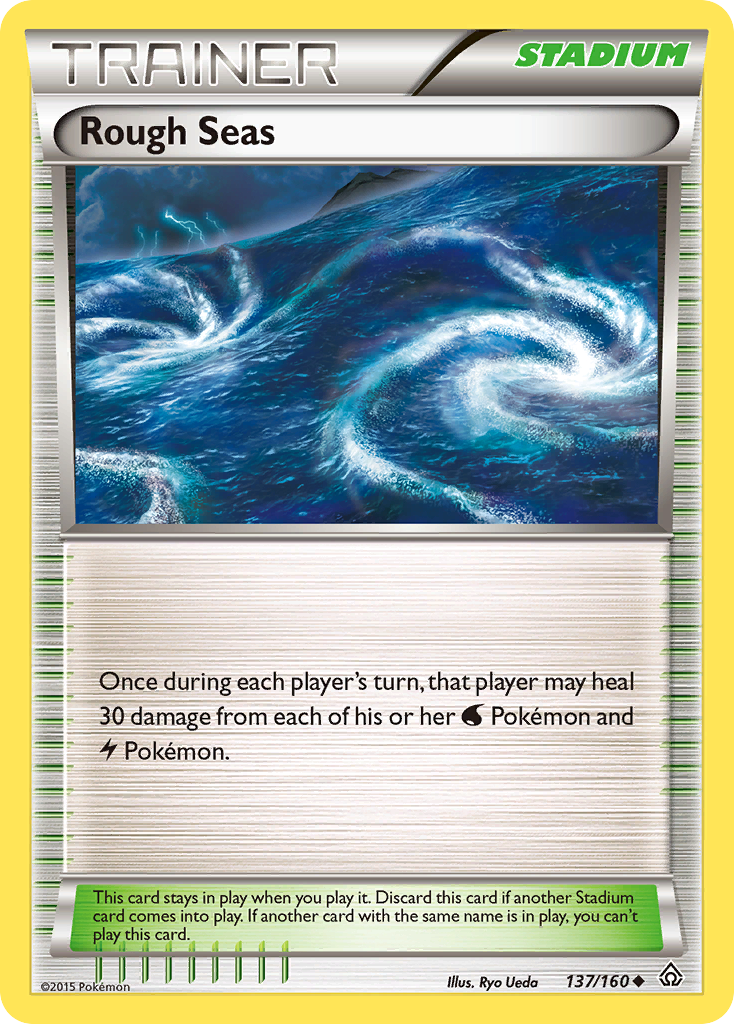 TRAINER
STADIUM
Rough Seas
Once during each player's turn, that player may heal
30 damage from each of his or her Pokémon and
Pokémon.
This card stays in play when you play it. Discard this card if another Stadium
card comes into play. If another card with the same name is in play, you can't
play this card.
©2015 Pokémon
Illus. Ryo Ueda
137/160